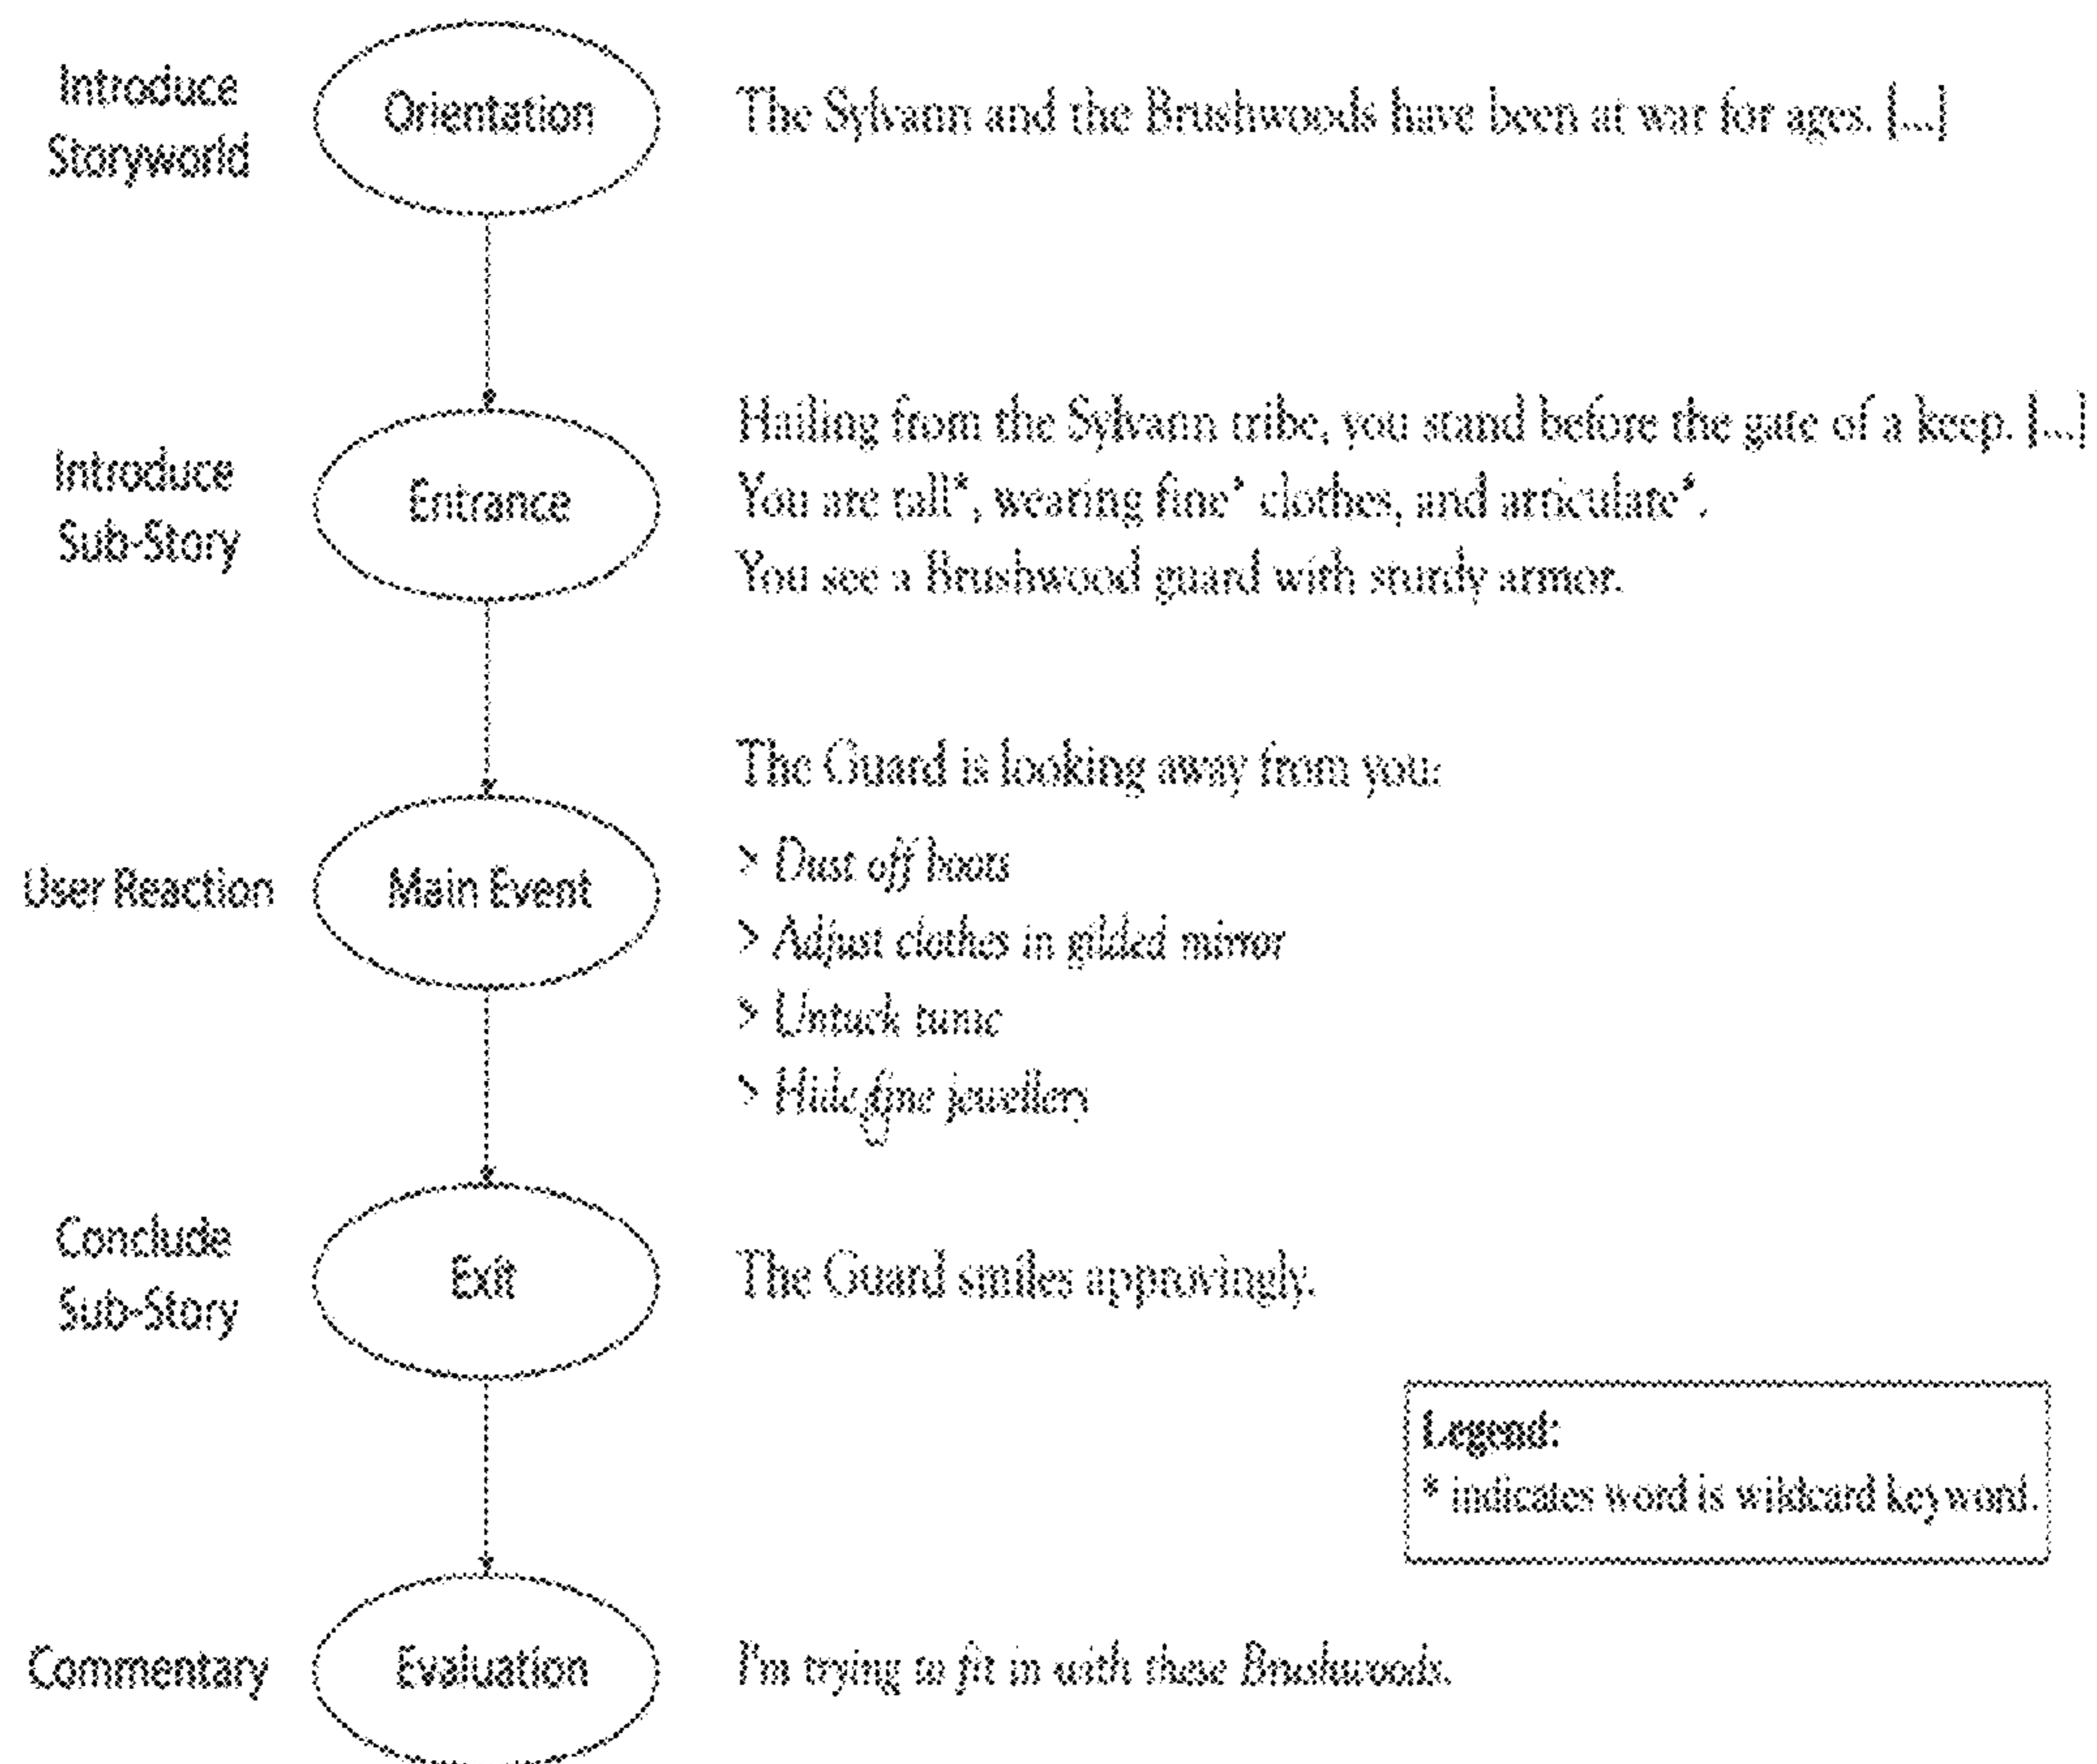 Introduce
Storyworld
Orientation
The Sylvann and the Brushwoods have been at war for ages. [...]
Introduce
Sub-Story
Entrance
Hailing from the Sylvann tribe, you stand before the gate of a keep. [...]
You are tall*, wearing fine* clothes, and articulate*.
You see a Brushwood guard with sturdy armor.
User Reaction
Main Event
The Guard is looking away from you:
> Dust off boots
> Adjust clothes in gilded mirror
> Untuck tunic
> Hide fine jewellery
Conclude
Sub-Story
Exit
The Guard smiles approvingly.
Legend:
* indicates word is wildcard keyword.
Commentary
Evaluation
I'm trying to fit in with these Brushwoods.